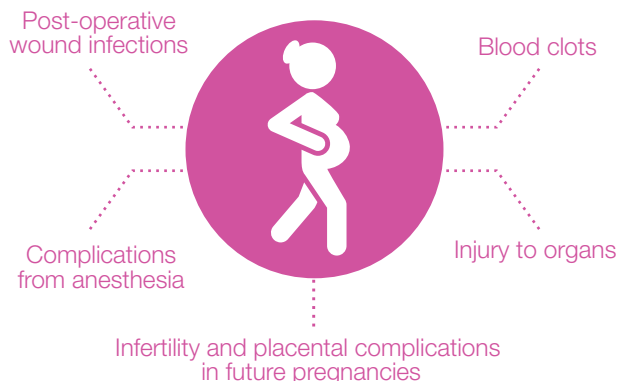 Post-operative
wound infections
Blood clots
Complications
from anesthesia
Injury to organs
Infertility and placental complications
in future pregnancies